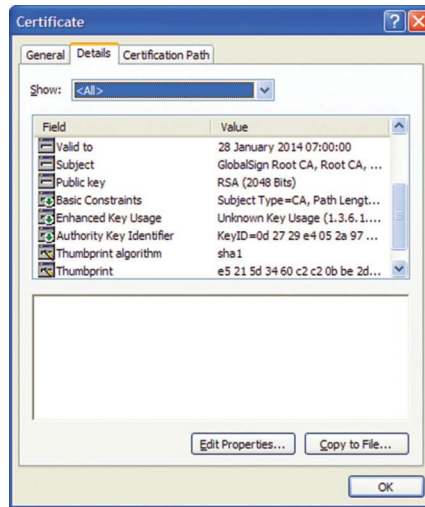 Certificate
General Details Certification Path
Show: <All>
Field Value
Valid to 28 January 2014 07:00:00
Subject GlobalSign Root CA, Root CA, ...
Public key RSA (2048 Bits)
Basic Constraints Subject Type=CA, Path Lengt...
Enhanced Key Usage Unknown Key Usage (1.3.6.1....
Authority Key Identifier KeyID=0d 27 29 e4 05 2a 97 ...
Thumbprint algorithm sha1
Thumbprint e5 21 5d 34 60 c2 c2 0b be 2d...
Edit Properties... Copy to File...
OK